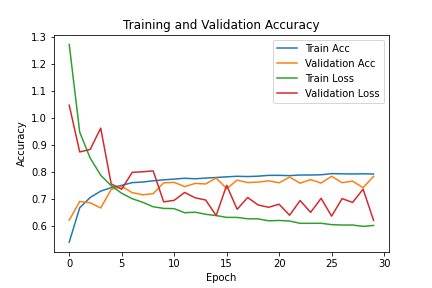 Training and Validation Accuracy
1.3
1.2
1.1
1.0
0.9
0.8
0.7
0.6
Accuracy
Train Acc
Validation Acc
Train Loss
Validation Loss
0 5 10 15 20 25 30
Epoch